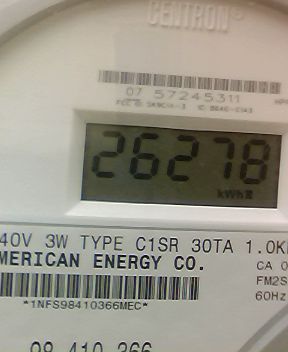 CENTRON®
07 57245311
26278
kWh
40V 3W TYPE C1SR 30TA 1.0K
MERICAN ENERGY CO.
CA 0
FM2S
60Hz
*1NFS98410366MEC*
98 410 366